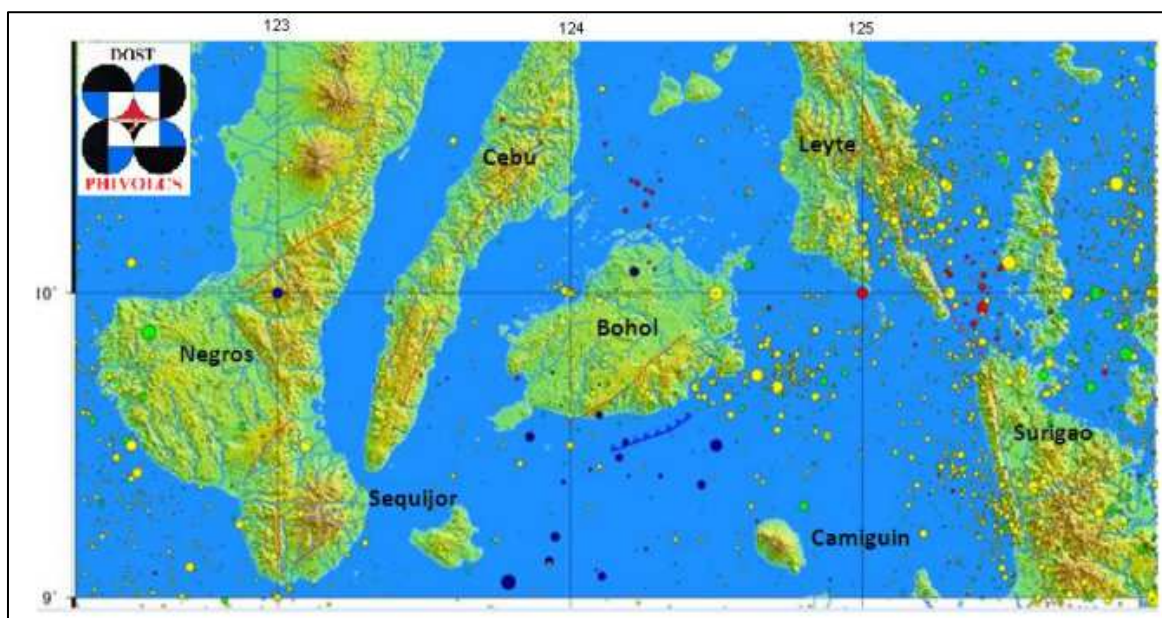 123 124 125
DOST
PHIVOLCS
Cebu
Leyte
10°
Negros
Bohol
Surigao
Sequijor
Camiguin
9°